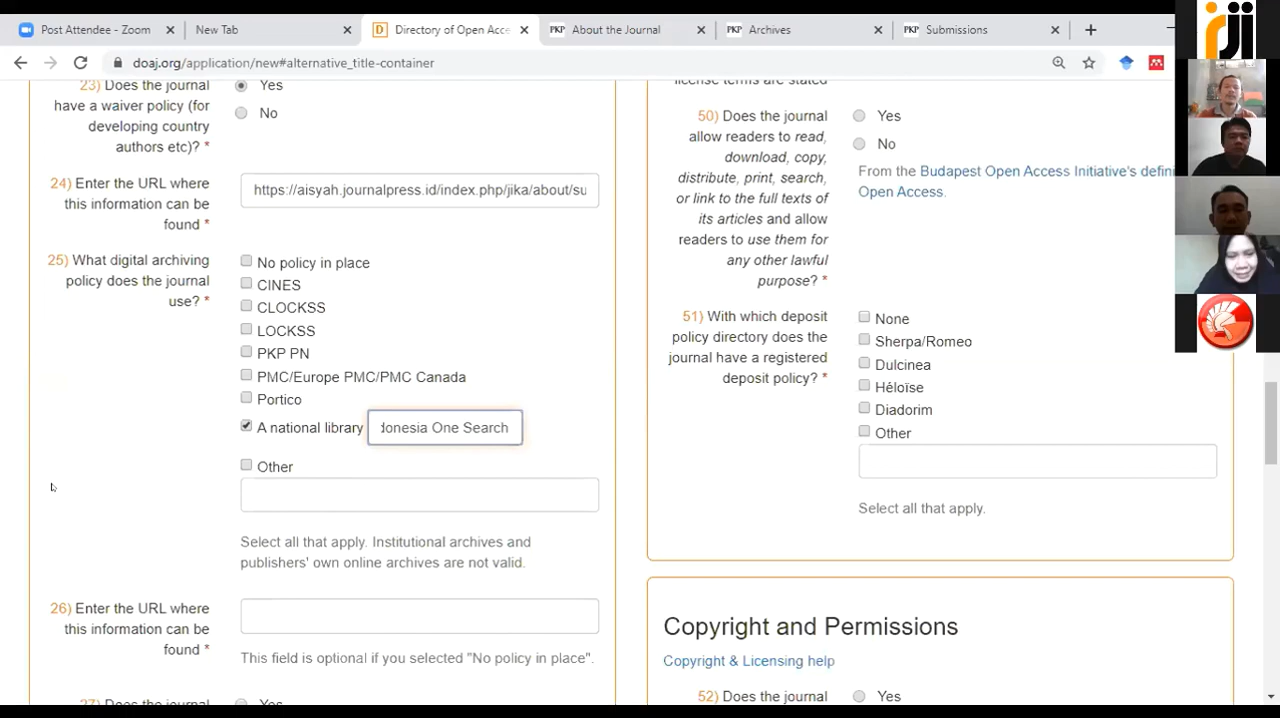 Post Attendee - Zoom
New Tab
Directory of Open Acce
PKP About the Journal
PKP Archives
PKP Submissions
doaj.org/application/new#alternative_title-container
23) Does the journal
have a waiver policy (for
developing country
authors etc)? *
Yes
No
24) Enter the URL where
this information can be
found *
https://aisyah.journalpress.id/index.php/jika/about/su
25) What digital archiving
policy does the journal
use? *
No policy in place
CINES
CLOCKSS
LOCKSS
PKP PN
PMC/Europe PMC/PMC Canada
Portico
A national library
donesia One Search
Other
Select all that apply. Institutional archives and
publishers' own online archives are not valid.
26) Enter the URL where
this information can be
found *
This field is optional if you selected "No policy in place".
27) Does the journal
Yes
license terms are stated
50) Does the journal
allow readers to read,
download, copy,
distribute, print, search,
or link to the full texts of
its articles and allow
readers to use them for
any other lawful
purpose? *
Yes
No
From the Budapest Open Access Initiative's defini
Open Access.
51) With which deposit
policy directory does the
journal have a registered
deposit policy? *
None
Sherpa/Romeo
Dulcinea
Héloïse
Diadorim
Other
Select all that apply.
Copyright and Permissions
Copyright & Licensing help
52) Does the journal
Yes
rji